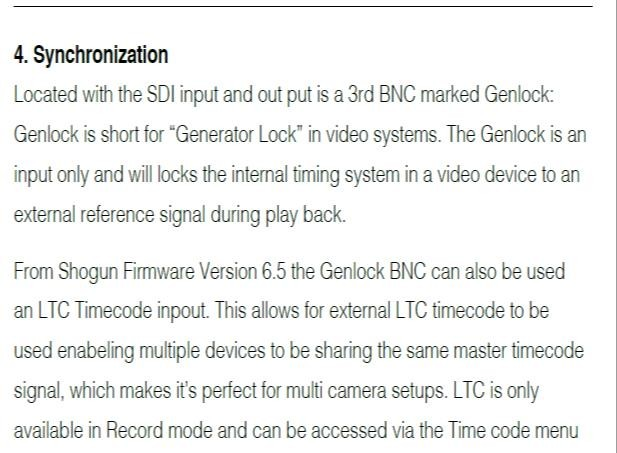 4. Synchronization
Located with the SDI input and out put is a 3rd BNC marked Genlock:
Genlock is short for “Generator Lock” in video systems. The Genlock is an
input only and will locks the internal timing system in a video device to an
external reference signal during play back.
From Shogun Firmware Version 6.5 the Genlock BNC can also be used
an LTC Timecode inpout. This allows for external LTC timecode to be
used enabeling multiple devices to be sharing the same master timecode
signal, which makes it’s perfect for multi camera setups. LTC is only
available in Record mode and can be accessed via the Time code menu